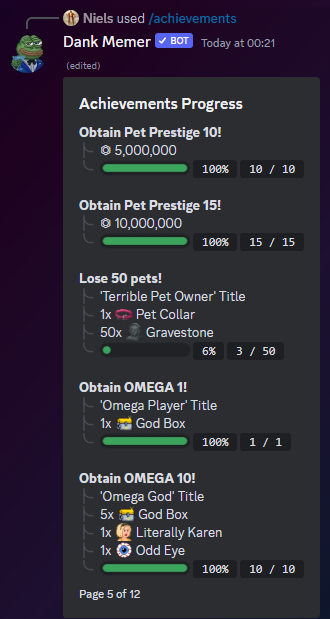 Niels used /achievements
Dank Memer ✓ BOT Today at 00:21
(edited)
Achievements Progress
Obtain Pet Prestige 10!
5,000,000
100% 10 / 10
Obtain Pet Prestige 15!
10,000,000
100% 15 / 15
Lose 50 pets!
'Terrible Pet Owner' Title
1x Pet Collar
50x Gravestone
6% 3 / 50
Obtain OMEGA 1!
'Omega Player' Title
1x God Box
100% 1 / 1
Obtain OMEGA 10!
'Omega God' Title
5x God Box
1x Literally Karen
1x Odd Eye
100% 10 / 10
Page 5 of 12